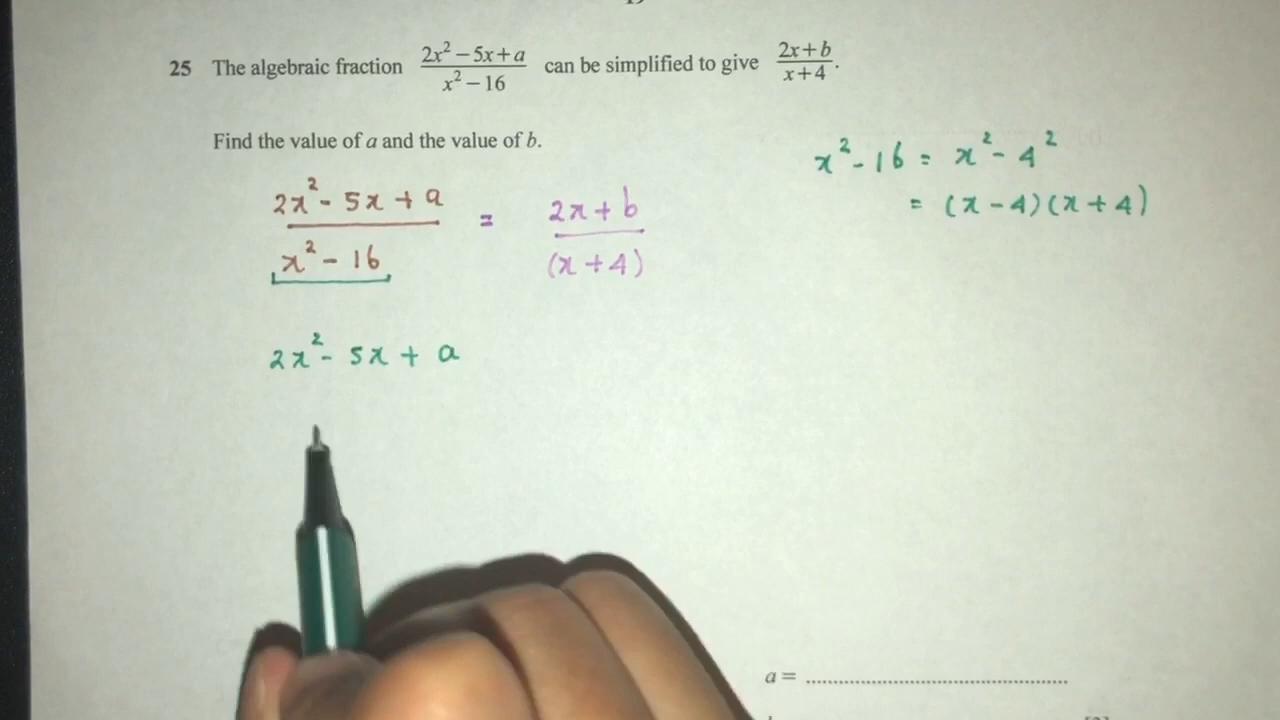 25 The algebraic fraction (2x² − 5x + a)/(x² − 16) can be simplified to give (2x + b)/(x + 4).
Find the value of a and the value of b.
x² - 16 = x² - 4²
= (x - 4)(x + 4)
(2x² - 5x + a)/(x² - 16) = (2x + b)/(x + 4)
2x² - 5x + a
a = ........................................................